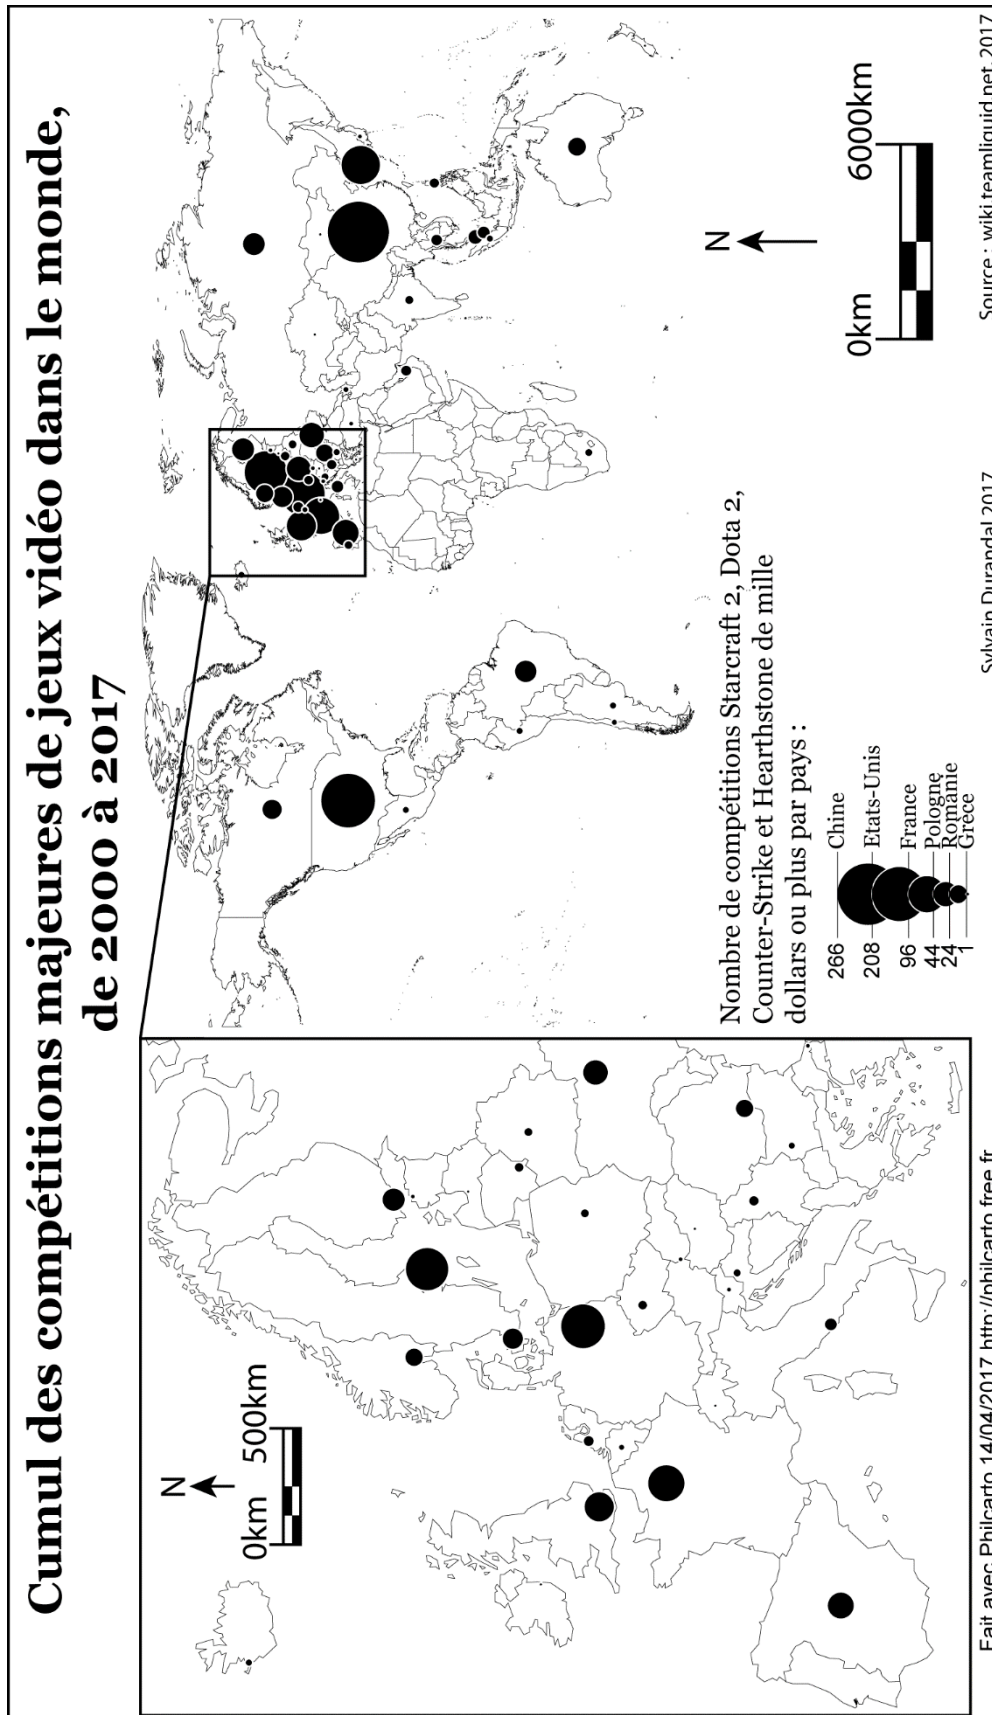 Cumul des compétitions majeures de jeux vidéo dans le monde,
de 2000 à 2017
N
0km 500km
N
0km 6000km
Nombre de compétitions Starcraft 2, Dota 2,
Counter-Strike et Hearthstone de mille
dollars ou plus par pays :
266 Chine
208 Etats-Unis
96 France
44 Pologne
24 Romanie
1 Grece
Fait avec Philcarto 14/04/2017 http://philcarto.free.fr
Sylvain Durandal 2017
Source : wiki teamliquid.net 2017